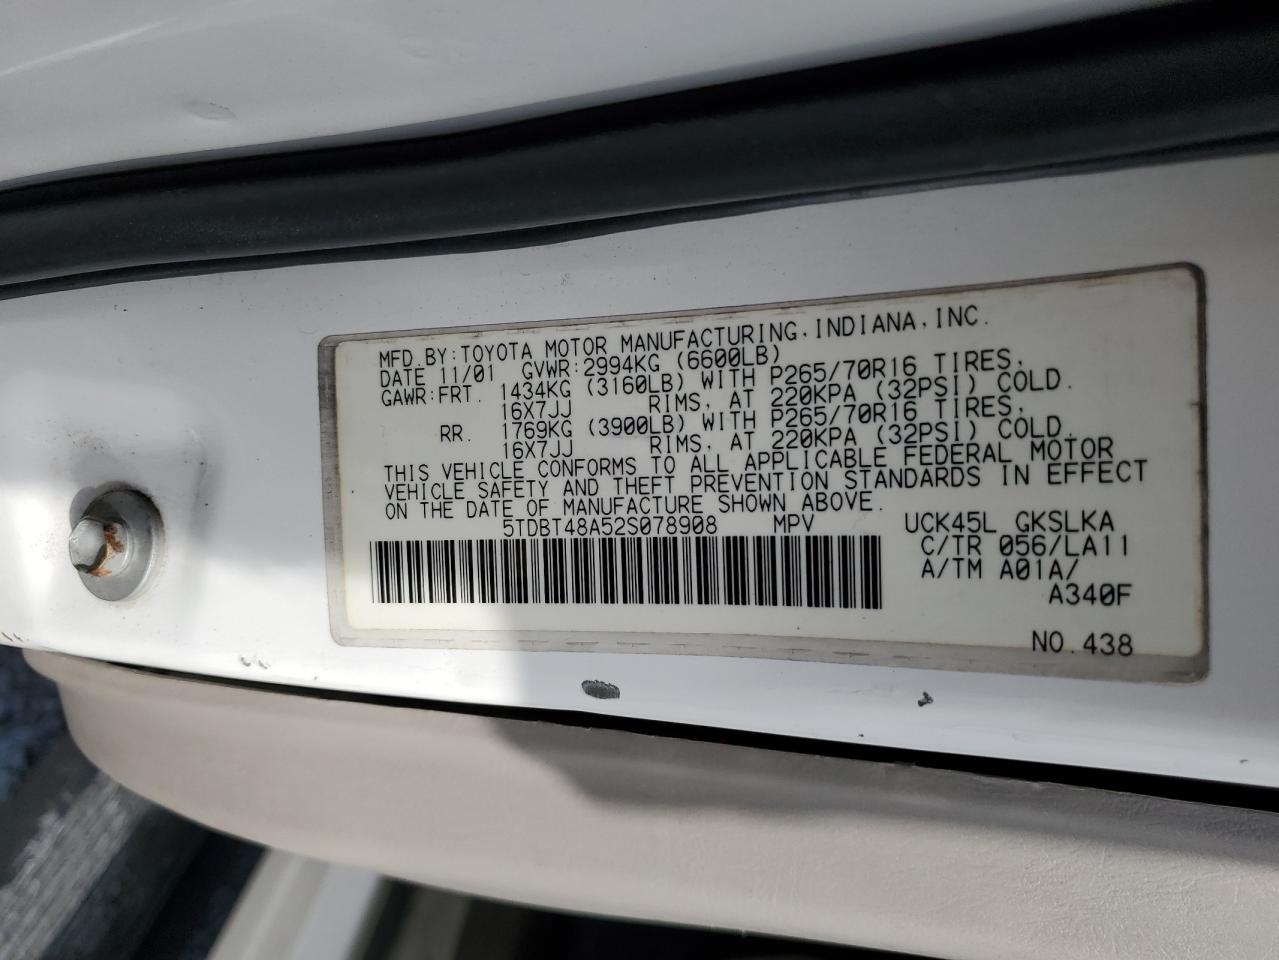 MFD.BY:TOYOTA MOTOR MANUFACTURING,INDIANA,INC.
DATE 11/01 GVWR:2994KG (6600LB)
GAWR:FRT. 1434KG (3160LB) WITH P265/70R16 TIRES,
16X7JJ RIMS, AT 220KPA (32PSI) COLD.
RR. 1769KG (3900LB) WITH P265/70R16 TIRES,
16X7JJ RIMS, AT 220KPA (32PSI) COLD.
THIS VEHICLE CONFORMS TO ALL APPLICABLE FEDERAL MOTOR
VEHICLE SAFETY AND THEFT PREVENTION STANDARDS IN EFFECT
ON THE DATE OF MANUFACTURE SHOWN ABOVE.
5TDBT48A52S078908 MPV UCK45L GKSLKA
C/TR 056/LA11
A/TM A01A/
A340F
NO.438